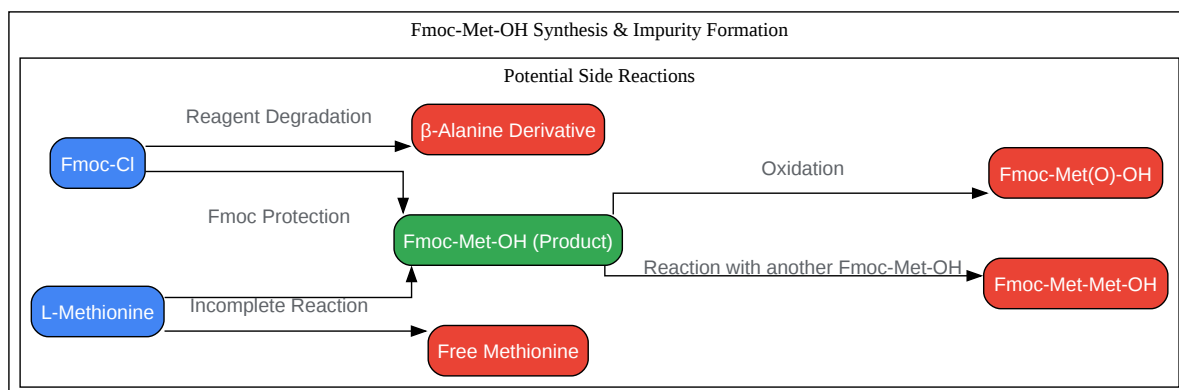 Fmoc-Met-OH Synthesis & Impurity Formation
Potential Side Reactions
Reagent Degradation
β-Alanine Derivative
Fmoc-Cl
Oxidation
Fmoc-Met(O)-OH
Fmoc Protection
Fmoc-Met-OH (Product)
Reaction with another Fmoc-Met-OH
Fmoc-Met-Met-OH
L-Methionine
Incomplete Reaction
Free Methionine